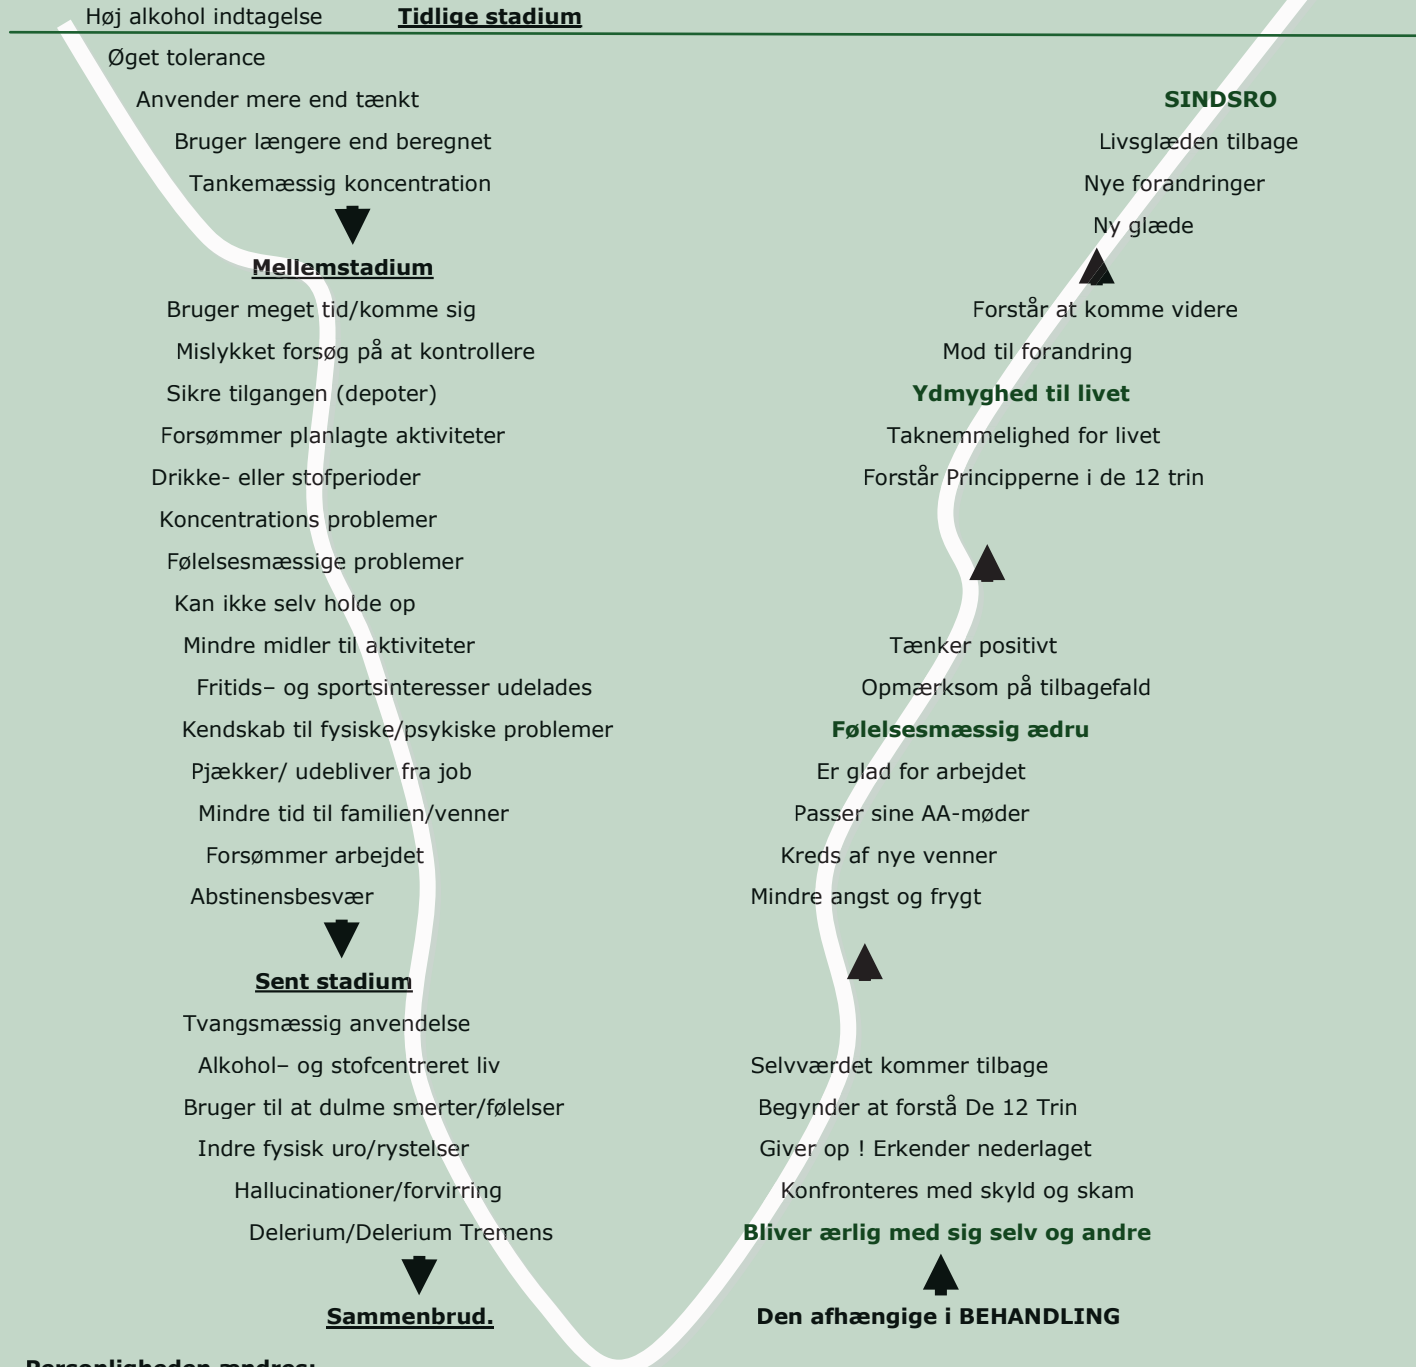 Høj alkohol indtagelse
Tidlige stadium
Øget tolerance
Anvender mere end tænkt
Bruger længere end beregnet
Tankemæssig koncentration
Mellemstadium
Bruger meget tid/komme sig
Mislykket forsøg på at kontrollere
Sikre tilgangen (depoter)
Forsømmer planlagte aktiviteter
Drikke- eller stofperioder
Koncentrations problemer
Følelsesmæssige problemer
Kan ikke selv holde op
Mindre midler til aktiviteter
Fritids– og sportsinteresser udelades
Kendskab til fysiske/psykiske problemer
Pjækker/ udebliver fra job
Mindre tid til familien/venner
Forsømmer arbejdet
Abstinensbesvær
Sent stadium
Tvangsmæssig anvendelse
Alkohol– og stofcentreret liv
Bruger til at dulme smerter/følelser
Indre fysisk uro/rystelser
Hallucinationer/forvirring
Delerium/Delerium Tremens
Sammenbrud.
SINDSRO
Livsglæden tilbage
Nye forandringer
Ny glæde
Forstår at komme videre
Mod til forandring
Ydmyghed til livet
Taknemmelighed for livet
Forstår Principperne i de 12 trin
Tænker positivt
Opmærksom på tilbagefald
Følelsesmæssig ædru
Er glad for arbejdet
Passer sine AA-møder
Kreds af nye venner
Mindre angst og frygt
Selvværdet kommer tilbage
Begynder at forstå De 12 Trin
Giver op ! Erkender nederlaget
Konfronteres med skyld og skam
Bliver ærlig med sig selv og andre
Den afhængige i BEHANDLING
Personligheden ændres: